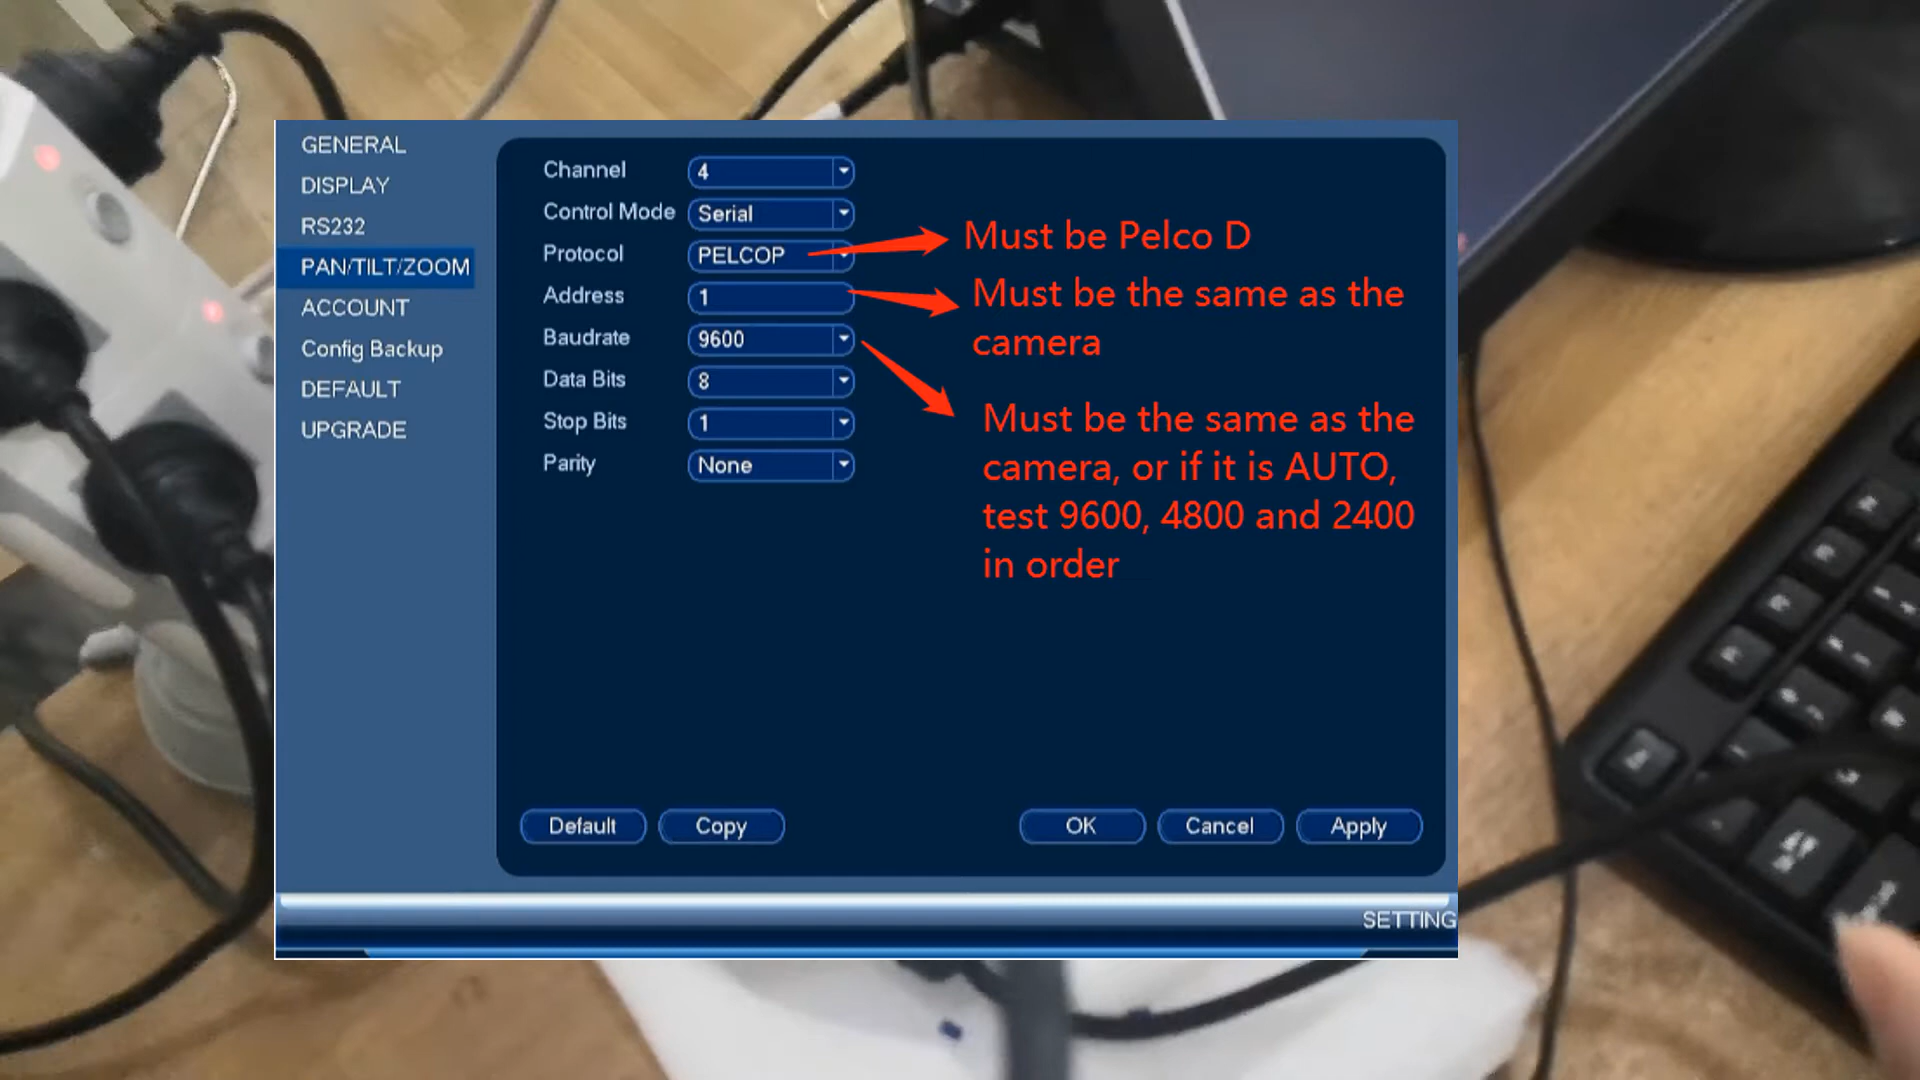 GENERAL
DISPLAY
RS232
PAN/TILT/ZOOM
ACCOUNT
Config Backup
DEFAULT
UPGRADE
Channel 4
Control Mode Serial
Protocol PELCOP
Address 1
Baudrate 9600
Data Bits 8
Stop Bits 1
Parity None
Must be Pelco D
Must be the same as the
camera
Must be the same as the
camera, or if it is AUTO,
test 9600, 4800 and 2400
in order
Default Copy OK Cancel Apply
SETTING